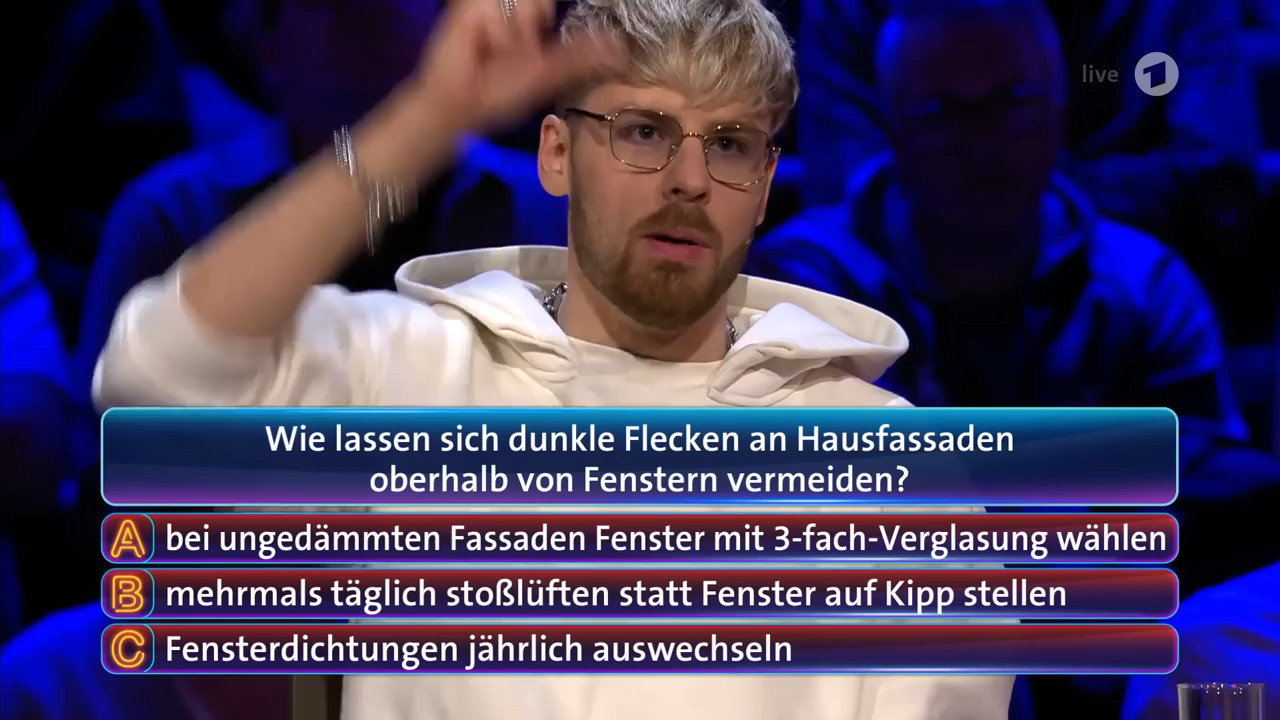 live 1
Wie lassen sich dunkle Flecken an Hausfassaden
oberhalb von Fenstern vermeiden?
A bei ungedämmten Fassaden Fenster mit 3-fach-Verglasung wählen
B mehrmals täglich stoßlüften statt Fenster auf Kipp stellen
C Fensterdichtungen jährlich auswechseln